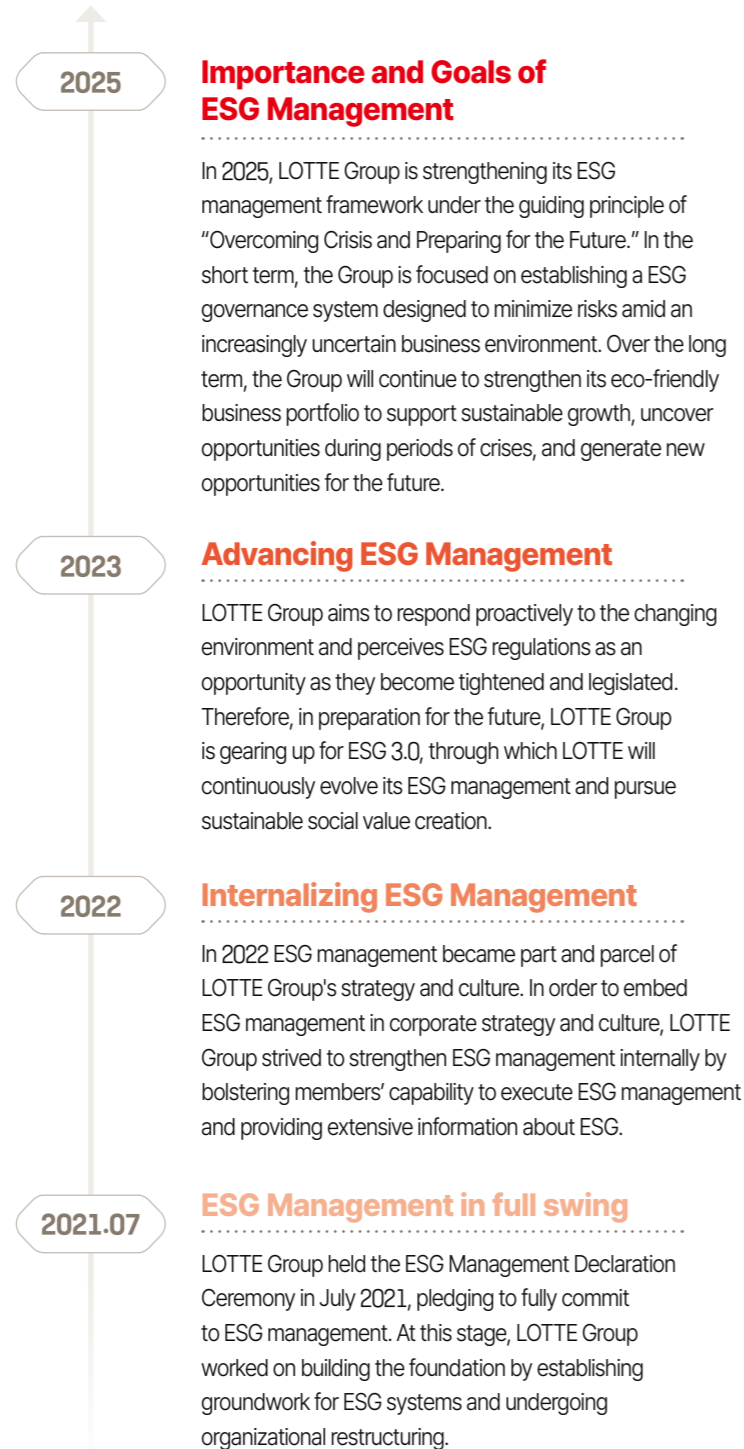 2025
Importance and Goals of
ESG Management
In 2025, LOTTE Group is strengthening its ESG
management framework under the guiding principle of
“Overcoming Crisis and Preparing for the Future.” In the
short term, the Group is focused on establishing a ESG
governance system designed to minimize risks amid an
increasingly uncertain business environment. Over the long
term, the Group will continue to strengthen its eco-friendly
business portfolio to support sustainable growth, uncover
opportunities during periods of crises, and generate new
opportunities for the future.
2023
Advancing ESG Management
LOTTE Group aims to respond proactively to the changing
environment and perceives ESG regulations as an
opportunity as they become tightened and legislated.
Therefore, in preparation for the future, LOTTE Group
is gearing up for ESG 3.0, through which LOTTE will
continuously evolve its ESG management and pursue
sustainable social value creation.
2022
Internalizing ESG Management
In 2022 ESG management became part and parcel of
LOTTE Group's strategy and culture. In order to embed
ESG management in corporate strategy and culture, LOTTE
Group strived to strengthen ESG management internally by
bolstering members’ capability to execute ESG management
and providing extensive information about ESG.
2021.07
ESG Management in full swing
LOTTE Group held the ESG Management Declaration
Ceremony in July 2021, pledging to fully commit
to ESG management. At this stage, LOTTE Group
worked on building the foundation by establishing
groundwork for ESG systems and undergoing
organizational restructuring.